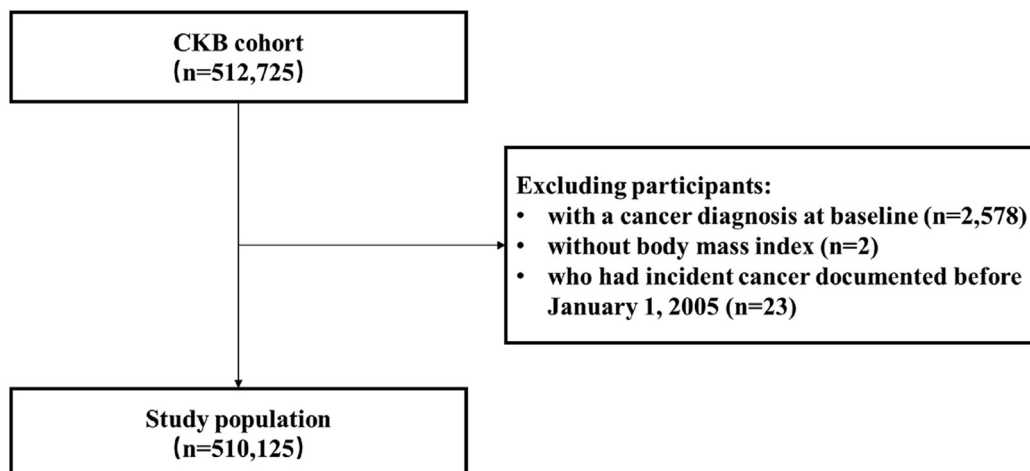 CKB cohort
(n=512,725)
Excluding participants:
• with a cancer diagnosis at baseline (n=2,578)
• without body mass index (n=2)
• who had incident cancer documented before
January 1, 2005 (n=23)
Study population
(n=510,125)